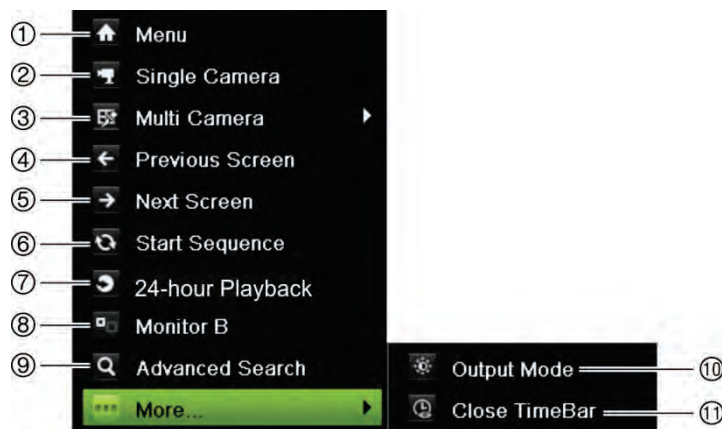 ① Menu
② Single Camera
③ Multi Camera
④ Previous Screen
⑤ Next Screen
⑥ Start Sequence
⑦ 24-hour Playback
⑧ Monitor B
⑨ Advanced Search
More...
Output Mode ⑩
Close TimeBar ⑪